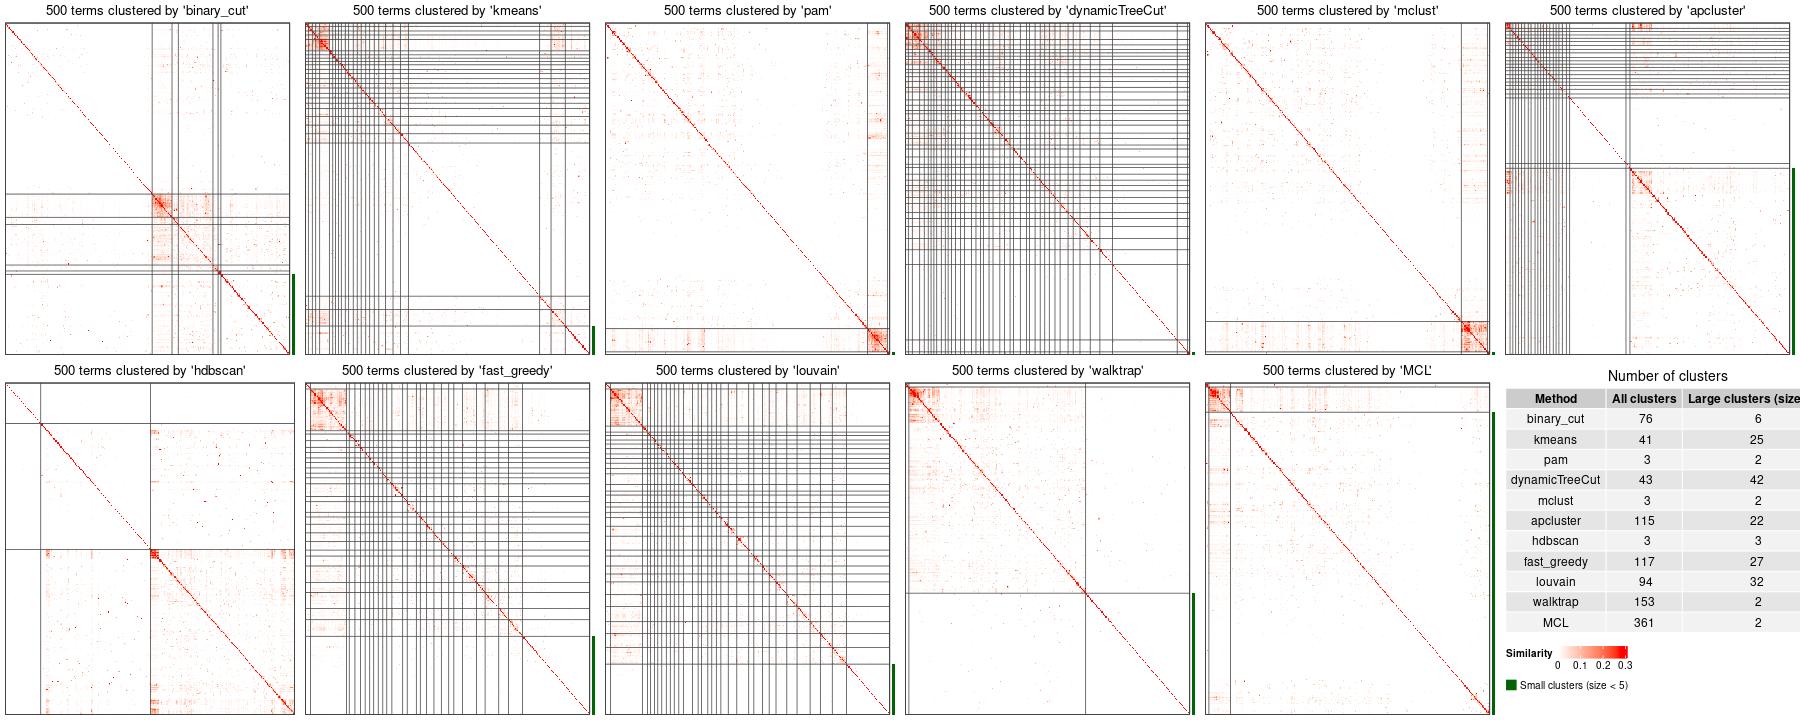 500 terms clustered by 'binary_cut'
500 terms clustered by 'kmeans'
500 terms clustered by 'pam'
500 terms clustered by 'dynamicTreeCut'
500 terms clustered by 'mclust'
500 terms clustered by 'apcluster'
500 terms clustered by 'hdbscan'
500 terms clustered by 'fast_greedy'
500 terms clustered by 'louvain'
500 terms clustered by 'walktrap'
500 terms clustered by 'MCL'
Number of clusters
Method All clusters Large clusters (size
binary_cut 76 6
kmeans 41 25
pam 3 2
dynamicTreeCut 43 42
mclust 3 2
apcluster 115 22
hdbscan 3 3
fast_greedy 117 27
louvain 94 32
walktrap 153 2
MCL 361 2
Similarity
0 0.1 0.2 0.3
Small clusters (size < 5)